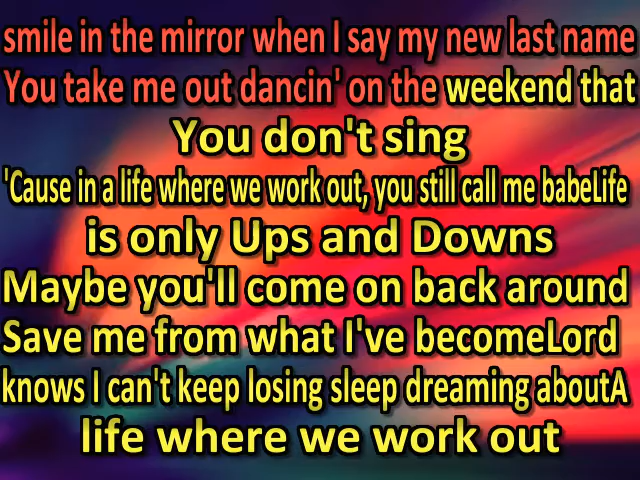 smile in the mirror when I say my new last name
You take me out dancin' on the weekend that
You don't sing
'Cause in a life where we work out, you still call me babeLife
is only Ups and Downs
Maybe you'll come on back around
Save me from what I've becomeLord
knows I can't keep losing sleep dreaming aboutA
life where we work out